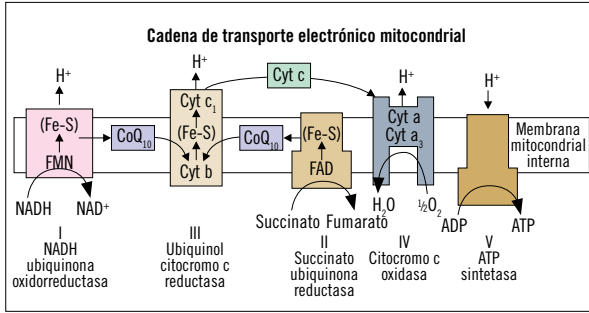 Cadena de transporte electrónico mitocondrial
H+
H+
Cyt c
H+
H+
Cyt c1
Cyt a
Cyt a3
(Fe-S)
CoQ10
(Fe-S)
CoQ10
(Fe-S)
Membrana
mitocondrial
interna
FMN
Cyt b
FAD
NADH
NAD+
Succinato
Fumarato
H2O
½O2
ADP
ATP
I
NADH
ubiquinona
oxidorreductasa
III
Ubiquinol
citocromo c
reductasa
II
Succinato
ubiquinona
reductasa
IV
Citocromo c
oxidasa
V
ATP
sintetasa